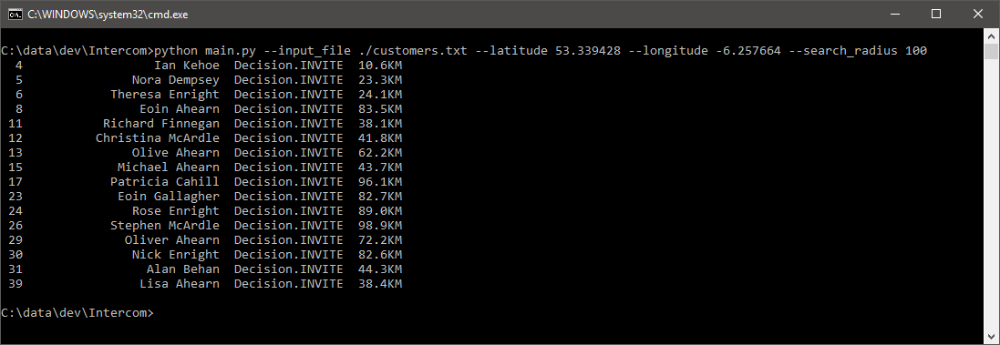 C:\WINDOWS\system32\cmd.exe
C:\data\dev\Intercom>python main.py --input_file ./customers.txt --latitude 53.339428 --longitude -6.257664 --search_radius 100
4 Ian Kehoe Decision.INVITE 10.6KM
5 Nora Dempsey Decision.INVITE 23.3KM
6 Theresa Enright Decision.INVITE 24.1KM
8 Eoin Ahearn Decision.INVITE 83.5KM
11 Richard Finnegan Decision.INVITE 38.1KM
12 Christina McArdle Decision.INVITE 41.8KM
13 Olive Ahearn Decision.INVITE 62.2KM
15 Michael Ahearn Decision.INVITE 43.7KM
17 Patricia Cahill Decision.INVITE 96.1KM
23 Eoin Gallagher Decision.INVITE 82.7KM
24 Rose Enright Decision.INVITE 89.0KM
26 Stephen McArdle Decision.INVITE 98.9KM
29 Oliver Ahearn Decision.INVITE 72.2KM
30 Nick Enright Decision.INVITE 82.6KM
31 Alan Behan Decision.INVITE 44.3KM
39 Lisa Ahearn Decision.INVITE 38.4KM
C:\data\dev\Intercom>